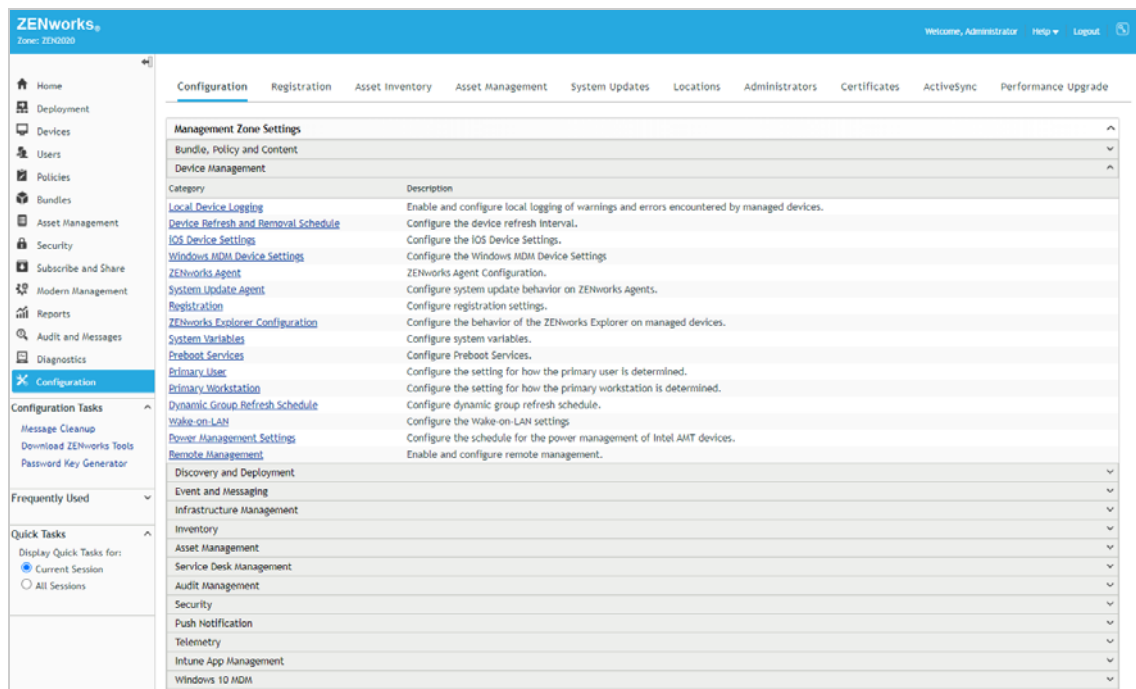 ZENworks®
Zone: ZEN2020
Welcome, Administrator Help Logout
Home
Deployment
Devices
Users
Policies
Bundles
Asset Management
Security
Subscribe and Share
Modern Management
Reports
Audit and Messages
Diagnostics
Configuration
Configuration Tasks
Message Cleanup
Download ZENworks Tools
Password Key Generator
Frequently Used
Quick Tasks
Display Quick Tasks for:
Current Session
All Sessions
Configuration Registration Asset Inventory Asset Management System Updates Locations Administrators Certificates ActiveSync Performance Upgrade
Management Zone Settings
Bundle, Policy and Content
Device Management
Category Description
Local Device Logging Enable and configure local logging of warnings and errors encountered by managed devices.
Device Refresh and Removal Schedule Configure the device refresh interval.
iOS Device Settings Configure the iOS Device Settings.
Windows MDM Device Settings Configure the Windows MDM Device Settings
ZENworks Agent ZENworks Agent Configuration.
System Update Agent Configure system update behavior on ZENworks Agents.
Registration Configure registration settings.
ZENworks Explorer Configuration Configure the behavior of the ZENworks Explorer on managed devices.
System Variables Configure system variables.
Preboot Services Configure Preboot Services.
Primary User Configure the setting for how the primary user is determined.
Primary Workstation Configure the setting for how the primary workstation is determined.
Dynamic Group Refresh Schedule Configure dynamic group refresh schedule.
Wake-on-LAN Configure the Wake-on-LAN settings
Power Management Settings Configure the schedule for the power management of Intel AMT devices.
Remote Management Enable and configure remote management.
Discovery and Deployment
Event and Messaging
Infrastructure Management
Inventory
Asset Management
Service Desk Management
Audit Management
Security
Push Notification
Telemetry
Intune App Management
Windows 10 MDM